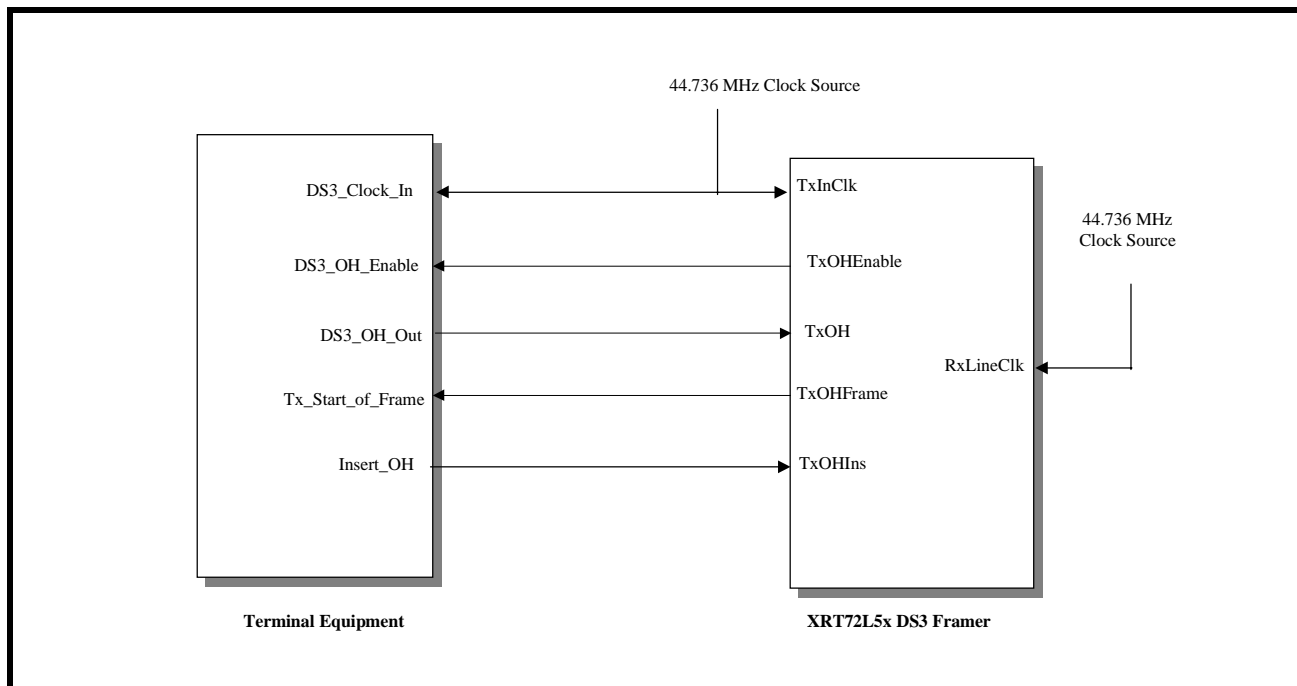 44.736 MHz Clock Source
DS3_Clock_In
TxInClk
44.736 MHz
Clock Source
DS3_OH_Enable
TxOHEnable
DS3_OH_Out
TxOH
RxLineClk
Tx_Start_of_Frame
TxOHFrame
Insert_OH
TxOHIns
Terminal Equipment
XRT72L5x DS3 Framer